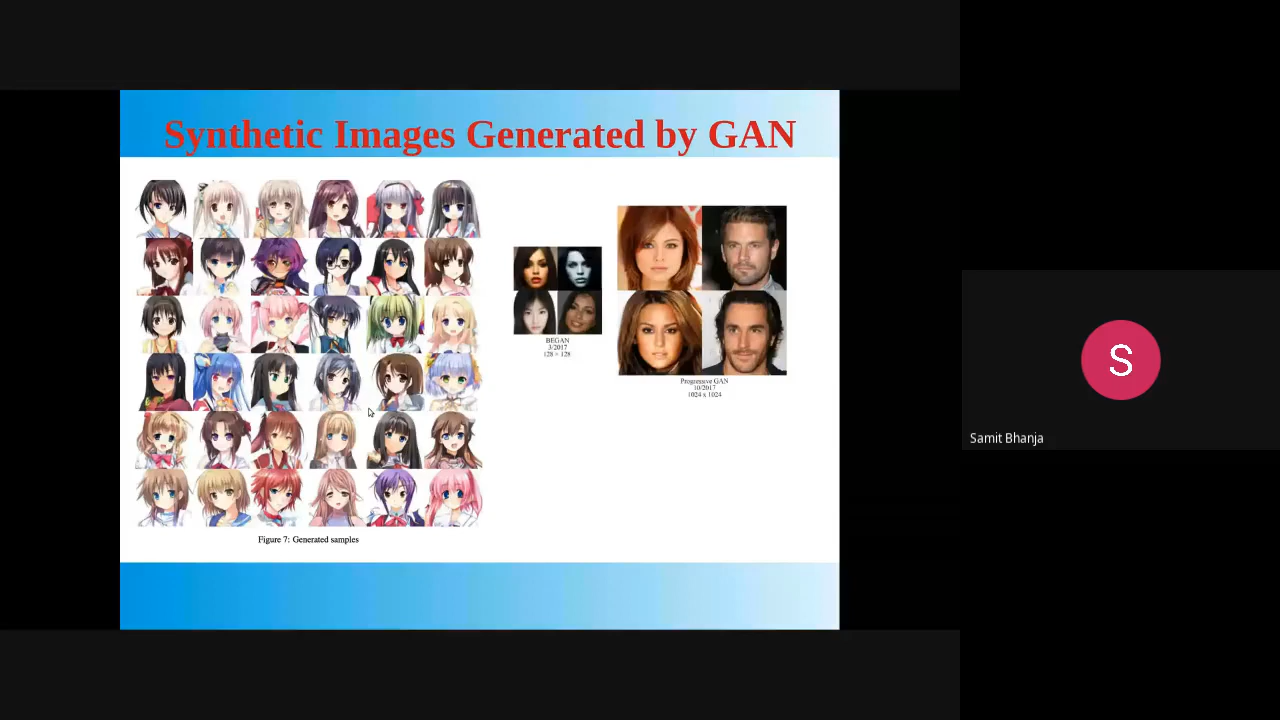 Synthetic Images Generated by GAN
BEGAN
3/2017
128 × 128
Progressive GAN
10/2017
1024 x 1024
Figure 7: Generated samples
S
Samit Bhanja